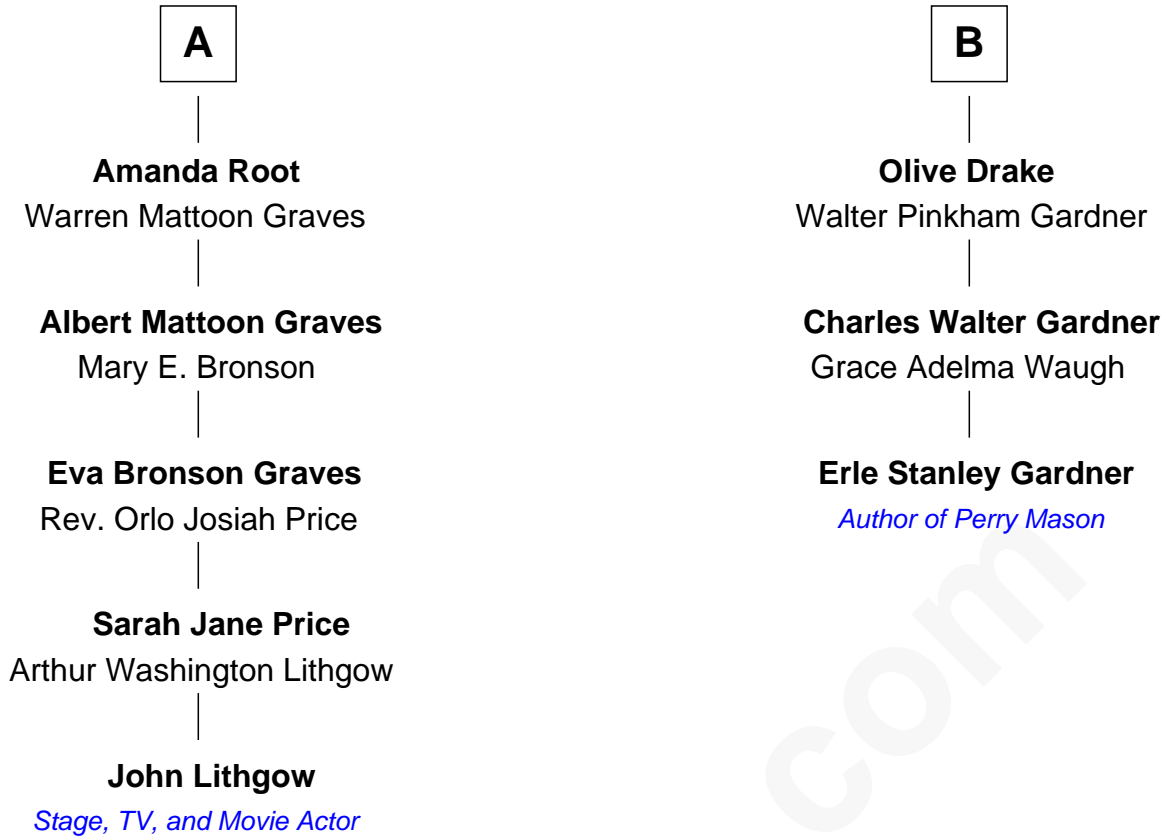 A
Amanda Root
Warren Mattoon Graves
Albert Mattoon Graves
Mary E. Bronson
Eva Bronson Graves
Rev. Orlo Josiah Price
Sarah Jane Price
Arthur Washington Lithgow
John Lithgow
Stage, TV, and Movie Actor
B
Olive Drake
Walter Pinkham Gardner
Charles Walter Gardner
Grace Adelma Waugh
Erle Stanley Gardner
Author of Perry Mason
com